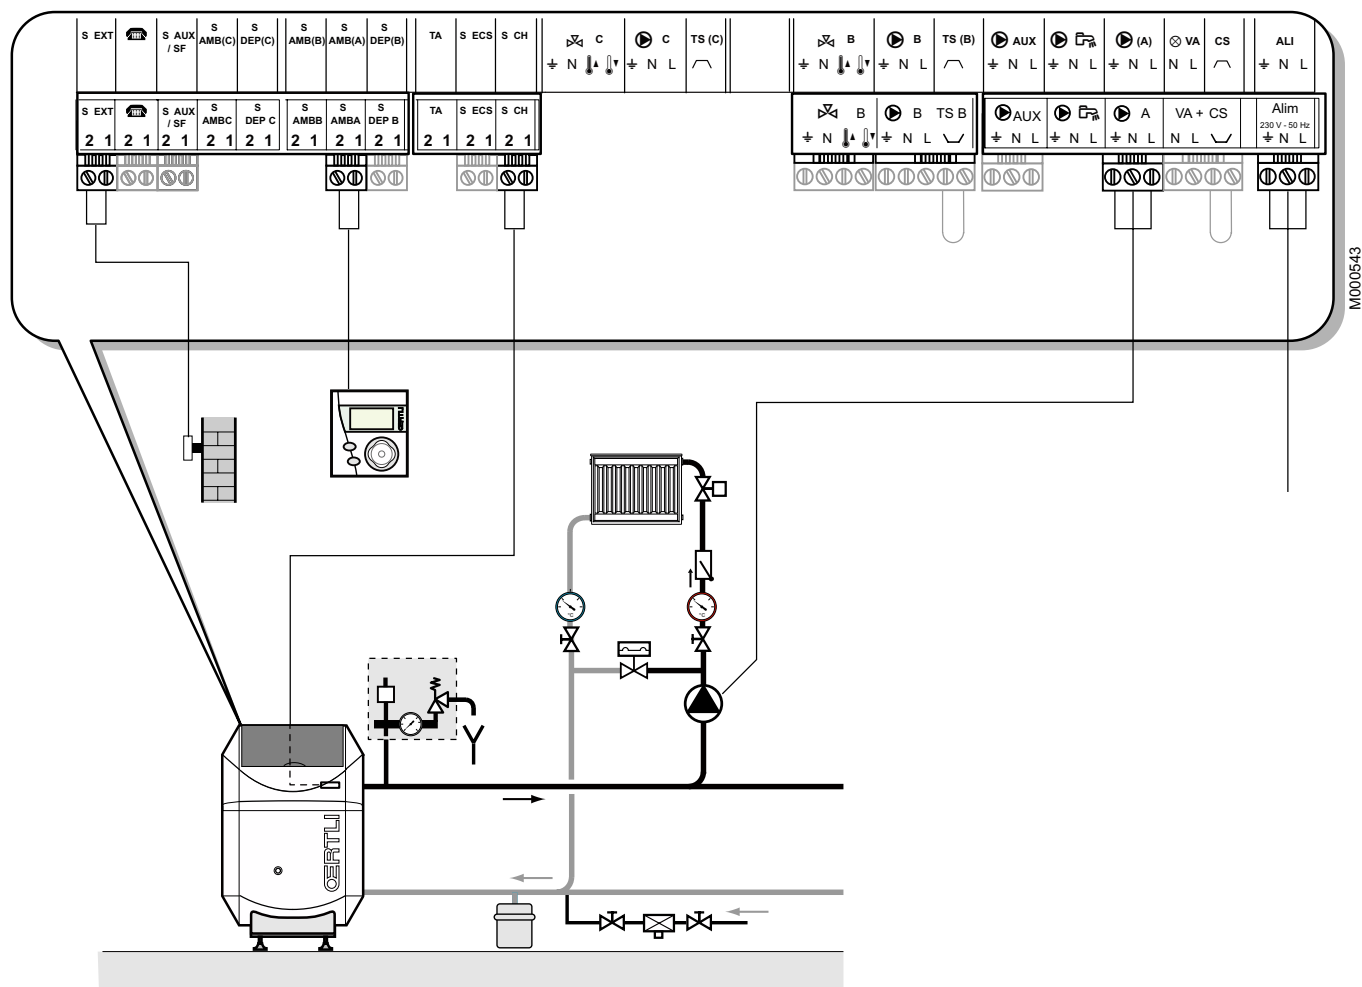 S EXT S AUX / SF S AMB(C) S DEP(C) S AMB(B) S AMB(A) S DEP(B) TA S ECS S CH C C TS (C) B B TS (B) AUX (A) VA CS ALI
N N L N N L N L N L N L N L N L
S EXT S AUX / SF S AMBC S DEP C S AMBB S AMBA S DEP B TA S ECS S CH B B TS B AUX A VA + CS Alim
230 V - 50 Hz
2 1 2 1 2 1 2 1 2 1 2 1 2 1 2 1 2 1 2 1 2 1 N N L N L N L N L N L N L
M000543
°C °C
ŒRTLI